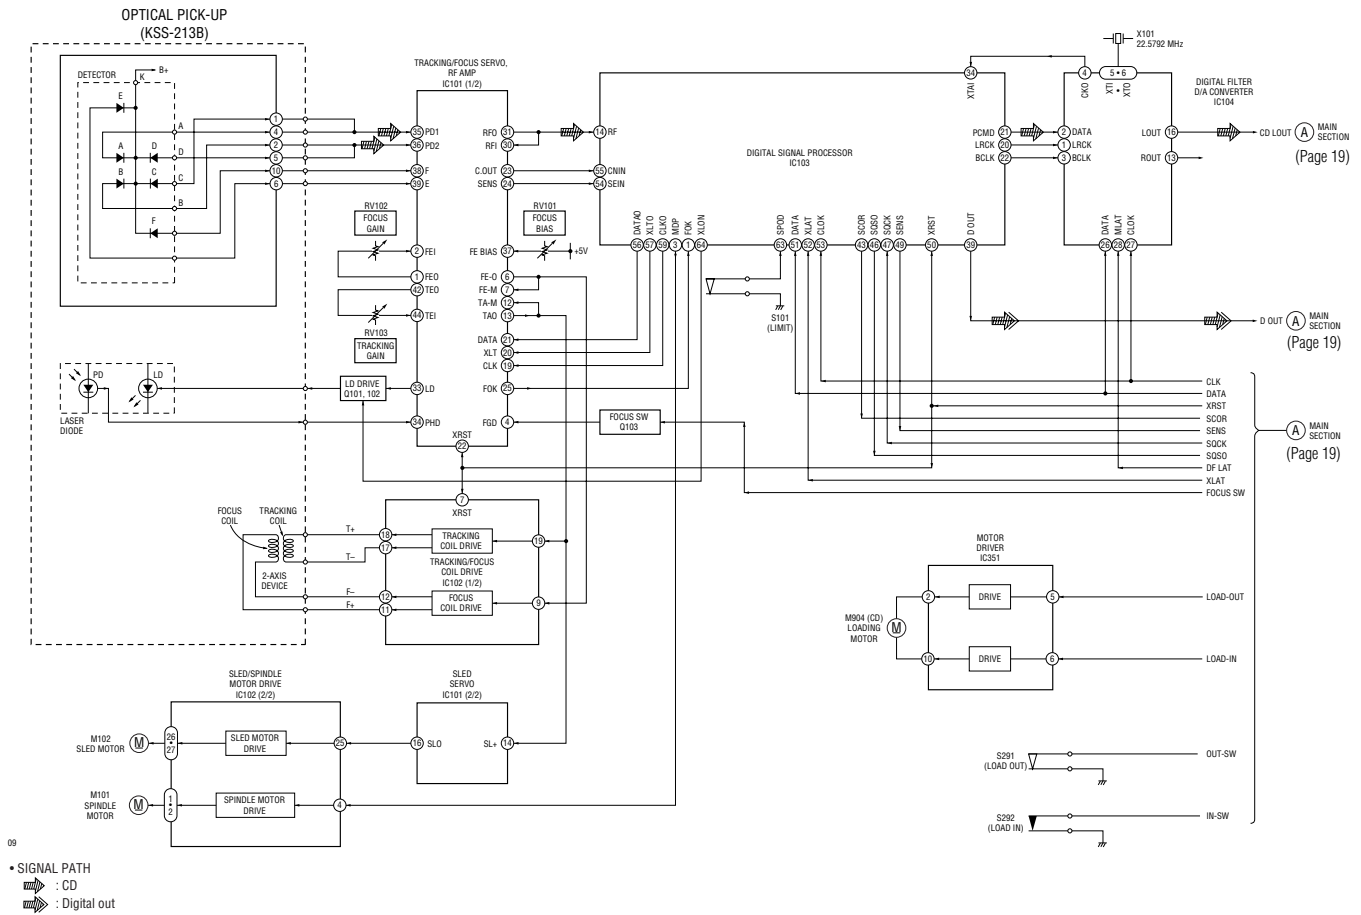 OPTICAL PICK-UP
(KSS-213B)
DETECTOR
K
B+
E
A
D
B
C
F
A
D
C
B
1
4
2
5
10
6
TRACKING/FOCUS SERVO,
RF AMP
IC101 (1/2)
35 PD1
36 PD2
38 F
39 E
2 FEI
1 FEO
42 TEO
44 TEI
33 LD
34 PHD
RFO 31
RFI 30
C.OUT 23
SENS 24
FE BIAS 37
FE-O 6
FE-M 7
TA-M 12
TAO 13
DATA 21
XLT 20
CLK 19
FOK 25
FGD 4
XRST
22
RV102
FOCUS
GAIN
RV103
TRACKING
GAIN
RV101
FOCUS
BIAS
+5V
LD DRIVE
Q101, 102
PD
LD
LASER
DIODE
DIGITAL SIGNAL PROCESSOR
IC103
14 RF
55 CNIN
54 SEIN
34
XTAI
PCMD 21
LRCK 20
BCLK 22
DATAO
XLTO
CLKO
MDP
FOK
XLON
56
57
59
3
1
64
SPOD
DATA
XLAT
CLOK
63
51
52
53
SCOR
SQSO
SQCK
SENS
43
46
47
49
XRST
50
D OUT
39
S101
(LIMIT)
FOCUS SW
Q103
X101
22.5792 MHz
4
CKO
5 • 6
XTI
•
XTO
DIGITAL FILTER
D/A CONVERTER
IC104
2 DATA
1 LRCK
3 BCLK
LOUT 16
ROUT 13
DATA
MLAT
CLOK
26
28
27
CD LOUT A MAIN
SECTION
(Page 19)
D OUT A MAIN
SECTION
(Page 19)
CLK
DATA
XRST
SCOR
SENS
SQCK
SQSO
DF LAT
XLAT
FOCUS SW
A MAIN
SECTION
(Page 19)
FOCUS
COIL
TRACKING
COIL
2-AXIS
DEVICE
T+
T–
F–
F+
7
XRST
18
17
12
11
TRACKING
COIL DRIVE
TRACKING/FOCUS
COIL DRIVE
IC102 (1/2)
FOCUS
COIL DRIVE
19
9
MOTOR
DRIVER
IC351
M904 (CD)
LOADING
MOTOR
M
2
DRIVE
5
LOAD-OUT
10
DRIVE
6
LOAD-IN
SLED/SPINDLE
MOTOR DRIVE
IC102 (2/2)
SLED
SERVO
IC101 (2/2)
M102
SLED MOTOR
M
26
•
27
SLED MOTOR
DRIVE
25
16 SLO
SL+ 14
M101
SPINDLE
MOTOR
M
1
•
2
SPINDLE MOTOR
DRIVE
4
S291
(LOAD OUT)
OUT-SW
S292
(LOAD IN)
IN-SW
09
• SIGNAL PATH
: CD
: Digital out